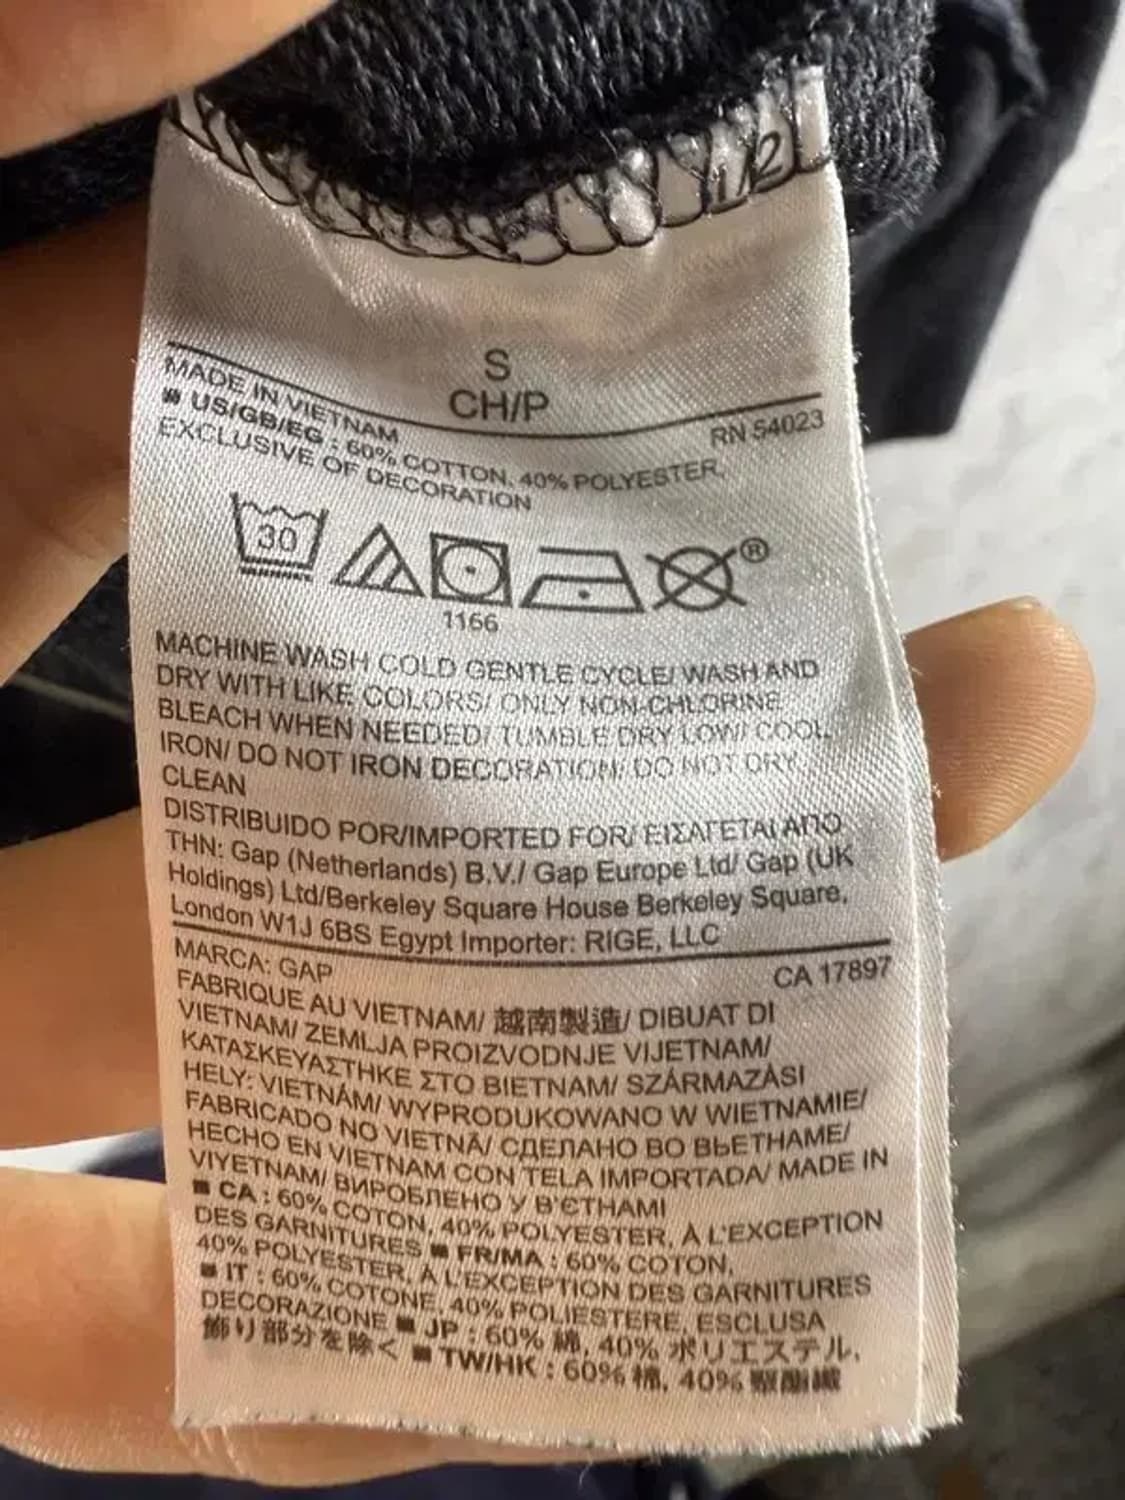 1/2
S
CH/P
MADE IN VIETNAM
RN 54023
US/GB/EG : 60% COTTON, 40% POLYESTER,
EXCLUSIVE OF DECORATION
30
®
1166
MACHINE WASH COLD GENTLE CYCLE/ WASH AND
DRY WITH LIKE COLORS/ ONLY NON-CHLORINE
BLEACH WHEN NEEDED/ TUMBLE DRY LOW/ COOL
IRON/ DO NOT IRON DECORATION/ DO NOT DRY
CLEAN
DISTRIBUIDO POR/IMPORTED FOR/ ΕΙΣΑΓΕΤΑΙ ΑΠΟ
THN: Gap (Netherlands) B.V./ Gap Europe Ltd/ Gap (UK
Holdings) Ltd/Berkeley Square House Berkeley Square,
London W1J 6BS Egypt Importer: RIGE, LLC
MARCA: GAP
CA 17897
FABRIQUE AU VIETNAM/ 越南製造/ DIBUAT DI
VIETNAM/ ZEMLJA PROIZVODNJE VIJETNAM/
ΚΑΤΑΣΚΕΥΑΣΤΗΚΕ ΣΤΟ ΒΙΕΤΝΑΜ/ SZÁRMAZÁSI
HELY: VIETNÁM/ WYPRODUKOWANO W WIETNAMIE/
FABRICADO NO VIETNÃ/ СДЕЛАНО ВО ВЬЕТНАМЕ/
HECHO EN VIETNAM CON TELA IMPORTADA/ MADE IN
VIYETNAM/ ВИРОБЛЕНО У В'ЄТНАМІ
CA : 60% COTON, 40% POLYESTER, À L'EXCEPTION
DES GARNITURES ■ FR/MA : 60% COTON,
40% POLYESTER, À L'EXCEPTION DES GARNITURES
■ IT : 60% COTONE, 40% POLIESTERE, ESCLUSA
DECORAZIONE ■ JP : 60% 綿, 40% ポリエステル,
飾り部分を除く ■ TW/HK : 60% 棉, 40% 聚酯纖